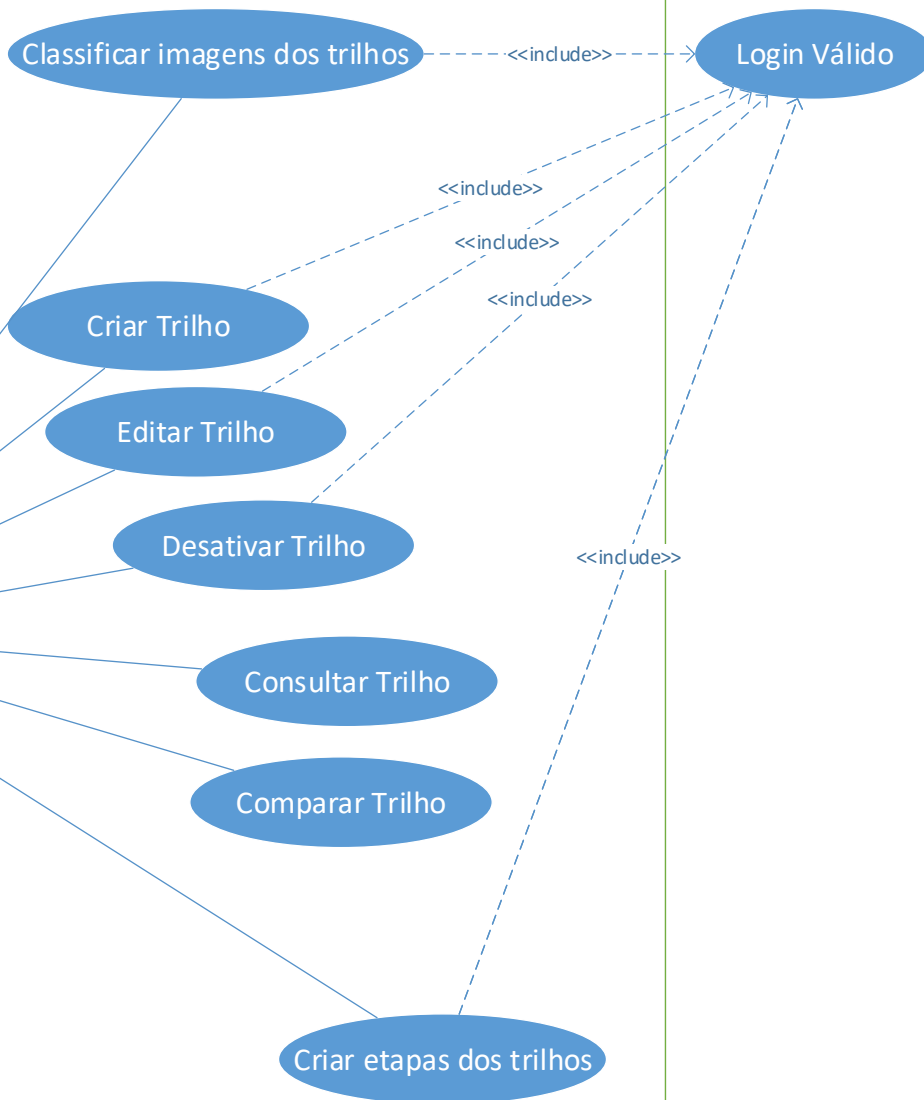 Classificar imagens dos trilhos
<<include>>
Login Válido
<<include>>
<<include>>
<<include>>
Criar Trilho
Editar Trilho
Desativar Trilho
<<include>>
Consultar Trilho
Comparar Trilho
Criar etapas dos trilhos